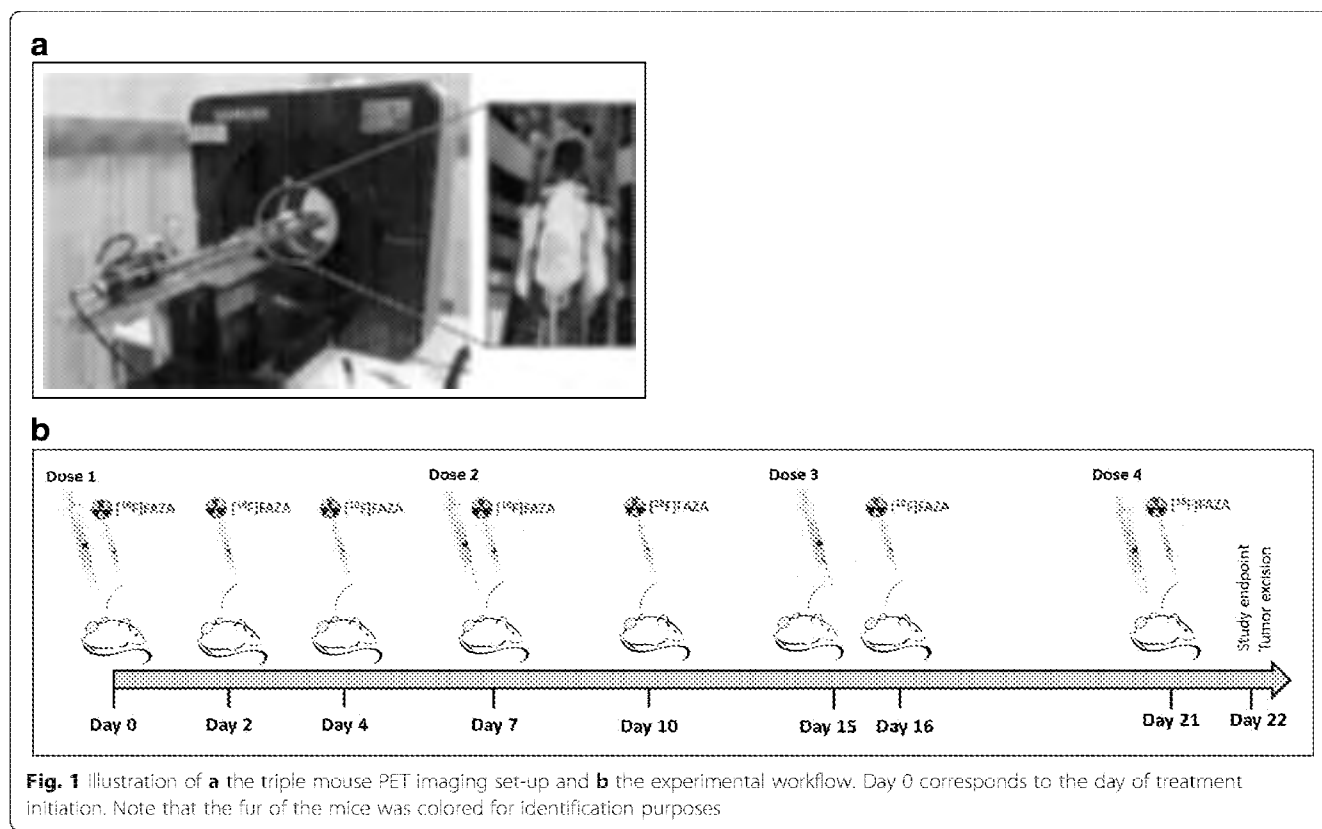 a
b
Dose 1
Dose 2
Dose 3
Dose 4
[¹⁸F]FAZA
[¹⁸F]FAZA
[¹⁸F]FAZA
[¹⁸F]FAZA
[¹⁸F]FAZA
[¹⁸F]FAZA
[¹⁸F]FAZA
Study endpoint
Tumor excision
Day 0
Day 2
Day 4
Day 7
Day 10
Day 15
Day 16
Day 21
Day 22
Fig. 1 Illustration of a the triple mouse PET imaging set-up and b the experimental workflow. Day 0 corresponds to the day of treatment
initiation. Note that the fur of the mice was colored for identification purposes